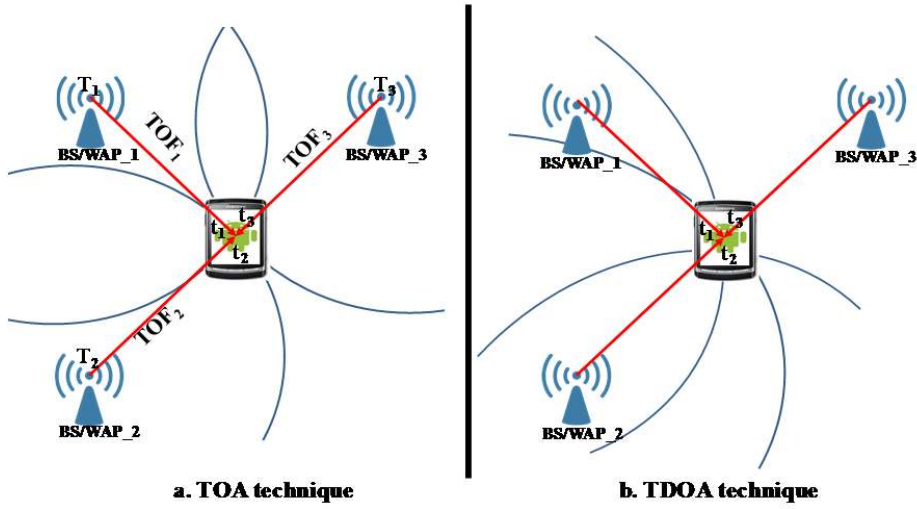 T1
T3
TOF1
TOF3
BS/WAP_1
BS/WAP_3
t3
t1
t2
TOF2
T2
BS/WAP_2
a. TOA technique
BS/WAP_1
BS/WAP_3
t3
t1
t2
BS/WAP_2
b. TDOA technique